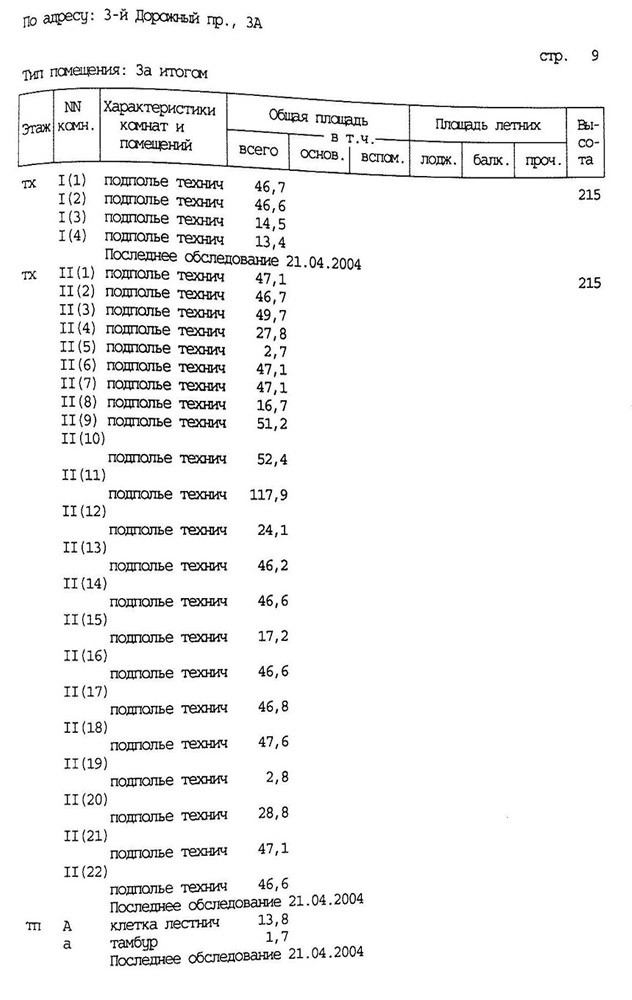 По адресу: 3-й Дорожный пр., 3А
стр. 9
Тип помещения: За итогом
Этаж NN комн. Характеристики комнат и помещений Общая площадь всего в т.ч. основ. вспом. Площадь летних лодж. балк. проч. Вы-со-та
тх I(1) подполье технич 46,7 215
I(2) подполье технич 46,6
I(3) подполье технич 14,5
I(4) подполье технич 13,4
Последнее обследование 21.04.2004
тх II(1) подполье технич 47,1 215
II(2) подполье технич 46,7
II(3) подполье технич 49,7
II(4) подполье технич 27,8
II(5) подполье технич 2,7
II(6) подполье технич 47,1
II(7) подполье технич 47,1
II(8) подполье технич 16,7
II(9) подполье технич 51,2
II(10)
подполье технич 52,4
II(11)
подполье технич 117,9
II(12)
подполье технич 24,1
II(13)
подполье технич 46,2
II(14)
подполье технич 46,6
II(15)
подполье технич 17,2
II(16)
подполье технич 46,6
II(17)
подполье технич 46,8
II(18)
подполье технич 47,6
II(19)
подполье технич 2,8
II(20)
подполье технич 28,8
II(21)
подполье технич 47,1
II(22)
подполье технич 46,6
Последнее обследование 21.04.2004
тп А клетка лестнич 13,8
а тамбур 1,7
Последнее обследование 21.04.2004